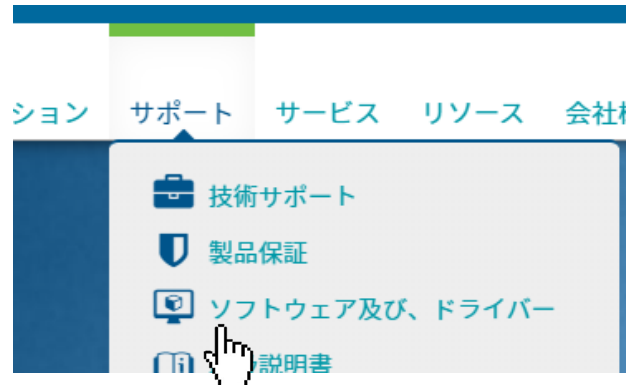 ション サポート サービス リソース 会社
技術サポート
製品保証
ソフトウェア及び、ドライバー
説明書